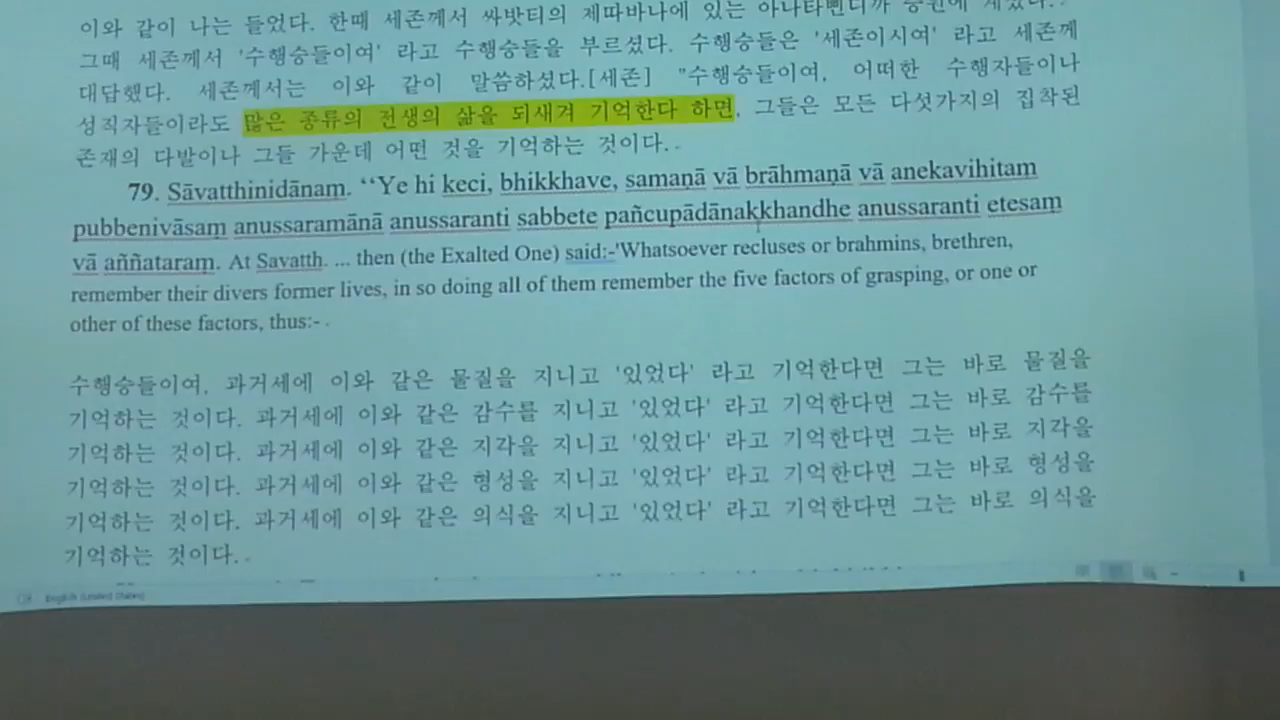 이와 같이 나는 들었다. 한때 세존께서 싸밧티의 제따바나에 있는 아나타삔디까 승원에 계셨다.
그때 세존께서 '수행승들이여' 라고 수행승들을 부르셨다. 수행승들은 '세존이시여' 라고 세존께
대답했다. 세존께서는 이와 같이 말씀하셨다.[세존] "수행승들이여, 어떠한 수행자들이나
성직자들이라도 많은 종류의 전생의 삶을 되새겨 기억한다 하면, 그들은 모든 다섯가지의 집착된
존재의 다발이나 그들 가운데 어떤 것을 기억하는 것이다.
79. Sāvatthinidānaṃ. ‘‘Ye hi keci, bhikkhave, samaṇā vā brāhmaṇā vā anekavihitaṃ
pubbenivāsaṃ anussaramānā anussaranti sabbete pañcupādānakkhandhe anussaranti etesaṃ
vā aññataraṃ. At Savatth. ... then (the Exalted One) said:-'Whatsoever recluses or brahmins, brethren,
remember their divers former lives, in so doing all of them remember the five factors of grasping, or one or
other of these factors, thus:-
수행승들이여, 과거세에 이와 같은 물질을 지니고 '있었다' 라고 기억한다면 그는 바로 물질을
기억하는 것이다. 과거세에 이와 같은 감수를 지니고 '있었다' 라고 기억한다면 그는 바로 감수를
기억하는 것이다. 과거세에 이와 같은 지각을 지니고 '있었다' 라고 기억한다면 그는 바로 지각을
기억하는 것이다. 과거세에 이와 같은 형성을 지니고 '있었다' 라고 기억한다면 그는 바로 형성을
기억하는 것이다. 과거세에 이와 같은 의식을 지니고 '있었다' 라고 기억한다면 그는 바로 의식을
기억하는 것이다.
English (United States)